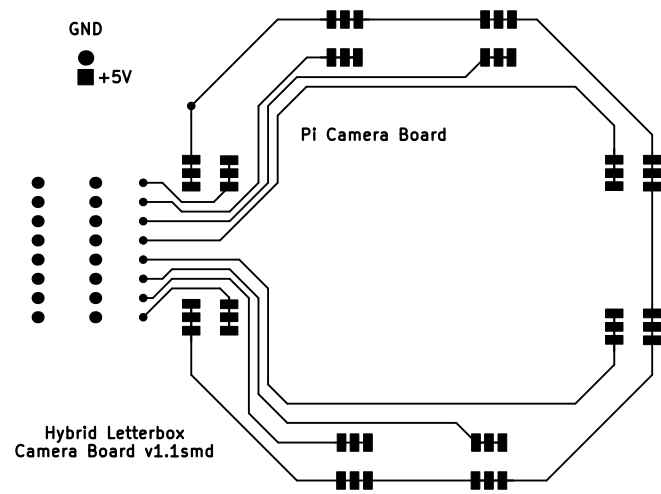 GND
+5V
Pi Camera Board
Hybrid Letterbox
Camera Board v1.1smd